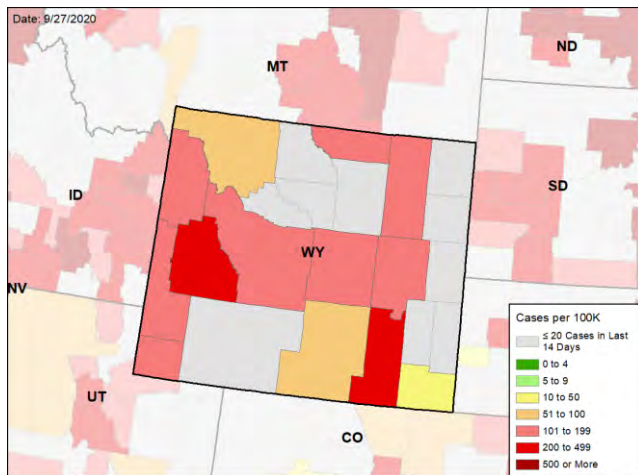 Date: 9/27/2020
MT
ND
ID
SD
WY
NV
UT
CO
Cases per 100K
≤ 20 Cases in Last
14 Days
0 to 4
5 to 9
10 to 50
51 to 100
101 to 199
200 to 499
500 or More